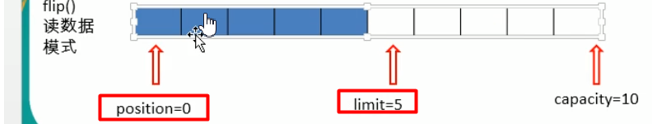 flip()
读数据
模式
position=0
limit=5
capacity=10